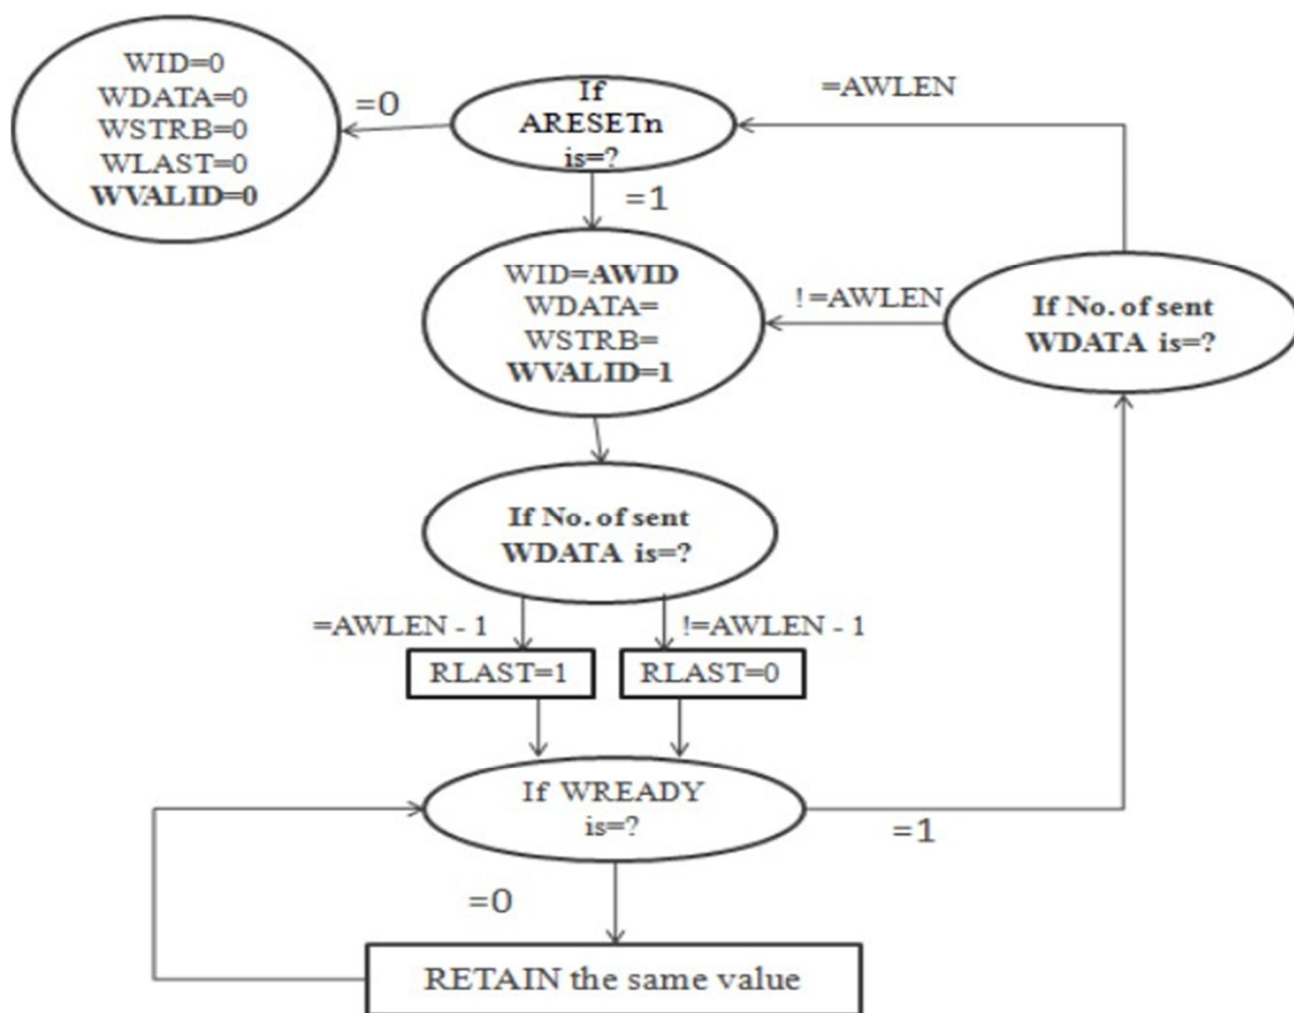 WID=0
WDATA=0
WSTRB=0
WLAST=0
WVALID=0
=0
If
ARESETn
is=?
=AWLEN
=1
WID=AWID
WDATA=
WSTRB=
WVALID=1
!=AWLEN
If No. of sent
WDATA is=?
If No. of sent
WDATA is=?
=AWLEN - 1
!=AWLEN - 1
RLAST=1
RLAST=0
If WREADY
is=?
=1
=0
RETAIN the same value